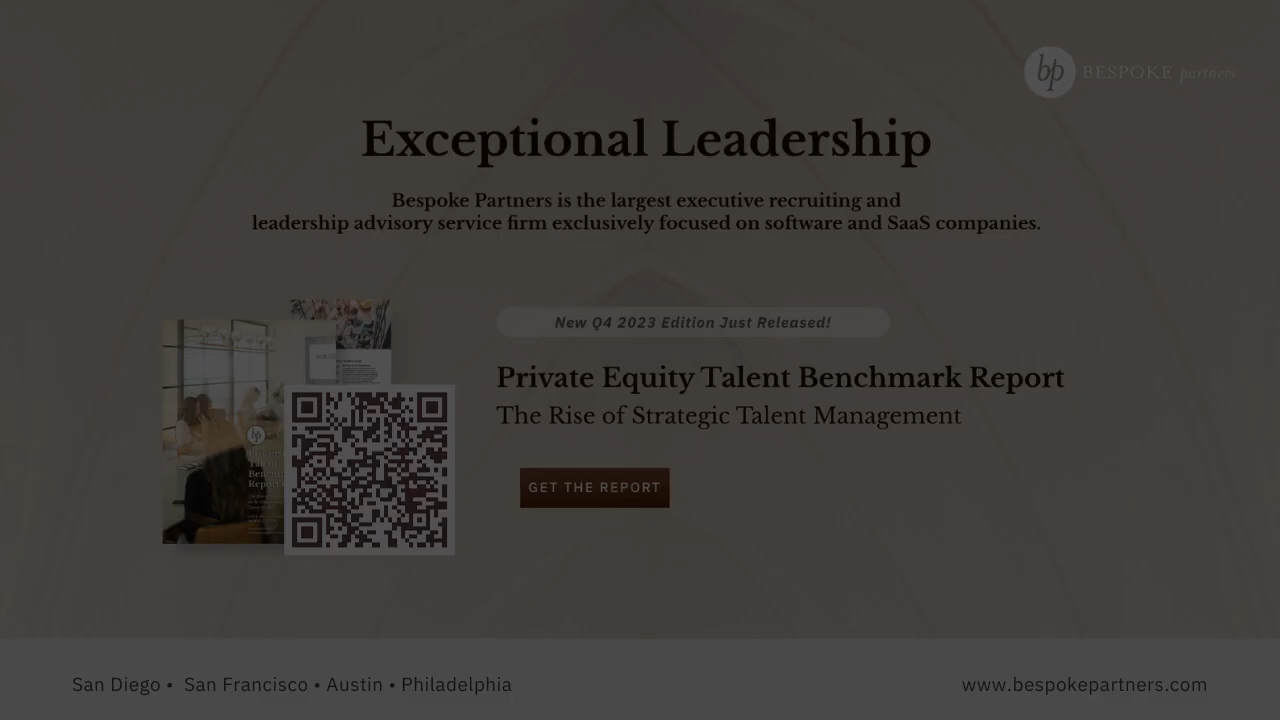 bp BESPOKE partners
Exceptional Leadership
Bespoke Partners is the largest executive recruiting and
leadership advisory service firm exclusively focused on software and SaaS companies.
New Q4 2023 Edition Just Released!
Private Equity Talent Benchmark Report
The Rise of Strategic Talent Management
bp
GET THE REPORT
San Diego • San Francisco • Austin • Philadelphia
www.bespokepartners.com